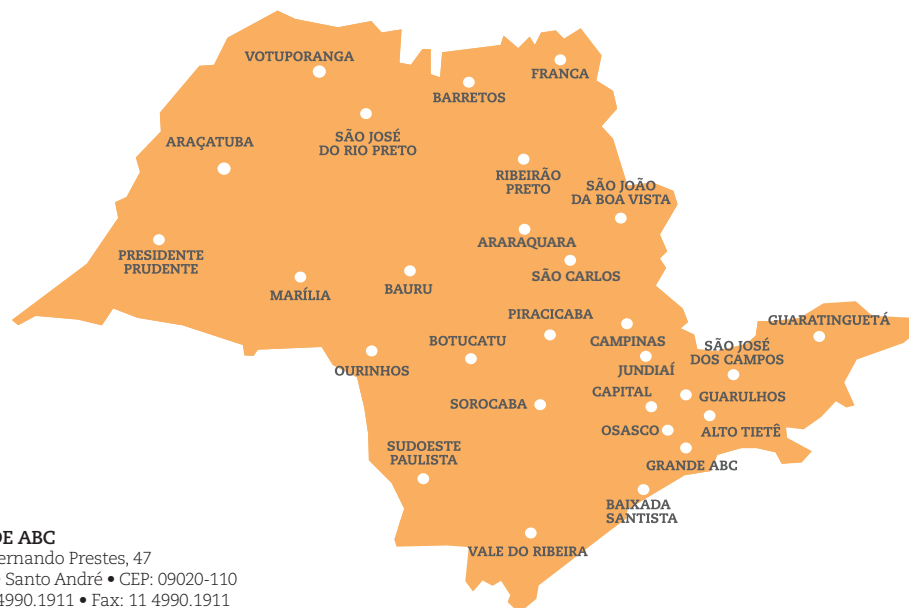 VOTUPORANGA
FRANCA
BARRETOS
SÃO JOSÉ
DO RIO PRETO
ARAÇATUBA
RIBEIRÃO
PRETO
SÃO JOÃO
DA BOA VISTA
ARARAQUARA
PRESIDENTE
PRUDENTE
SÃO CARLOS
MARÍLIA
BAURU
PIRACICABA
GUARATINGUETÁ
BOTUCATU
CAMPINAS
SÃO JOSÉ
DOS CAMPOS
OURINHOS
JUNDIAÍ
CAPITAL
GUARULHOS
SOROCABA
OSASCO
ALTO TIETÊ
SUDOESTE
PAULISTA
GRANDE ABC
BAIXADA
SANTISTA
VALE DO RIBEIRA
DE ABC
ernando Prestes, 47
Santo André • CEP: 09020-110
4990.1911 • Fax: 11 4990.1911